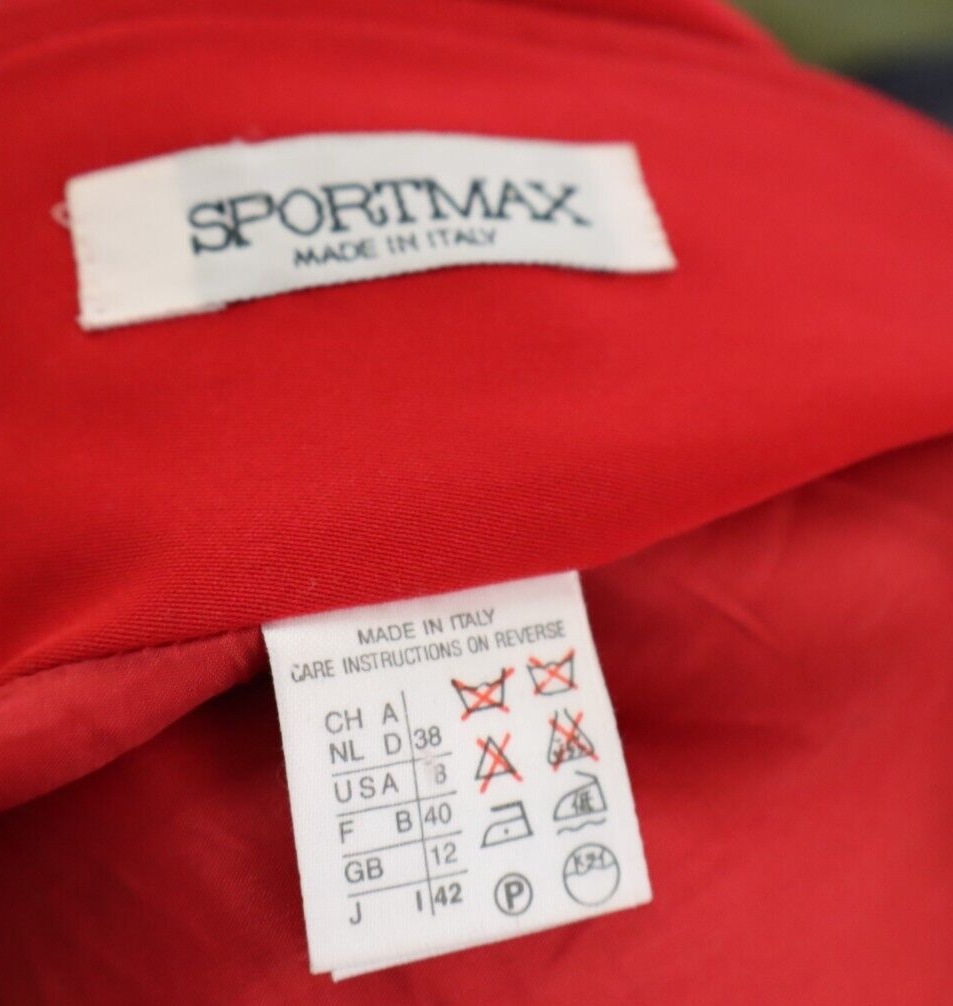 SPORTMAX
MADE IN ITALY
MADE IN ITALY
CARE INSTRUCTIONS ON REVERSE
CH A
NL D 38
USA 8
F B 40
GB 12
J I 42
P